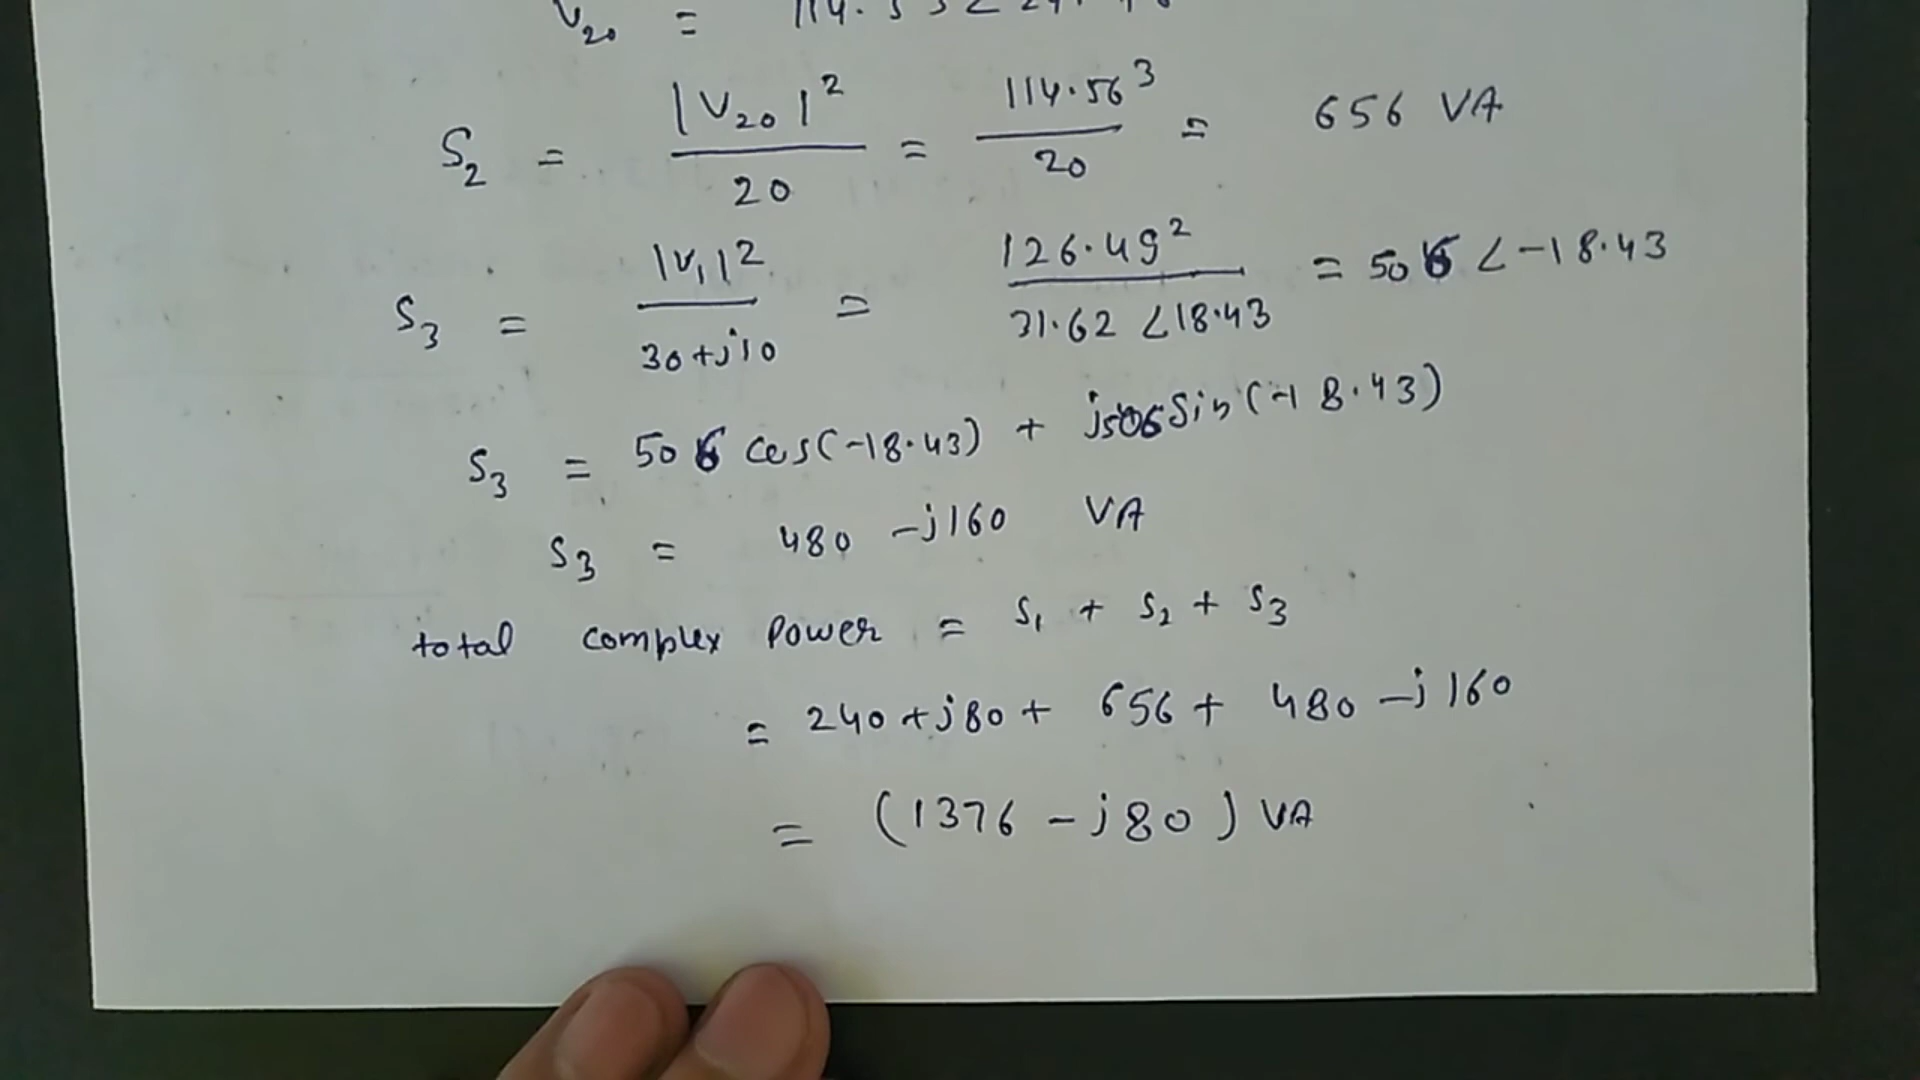 V20 =
S2 = |V20|² / 20 = 114.56³ / 20 = 656 VA
S3 = |V1|² / 30+j10 = 126.49² / 31.62 ∠18.43 = 506 ∠-18.43
S3 = 506 cos(-18.43) + j506 Sin(-18.43)
S3 = 480 -j160 VA
total complex Power = S1 + S2 + S3
= 240+j80+ 656+ 480 -j160
= (1376 -j80) VA